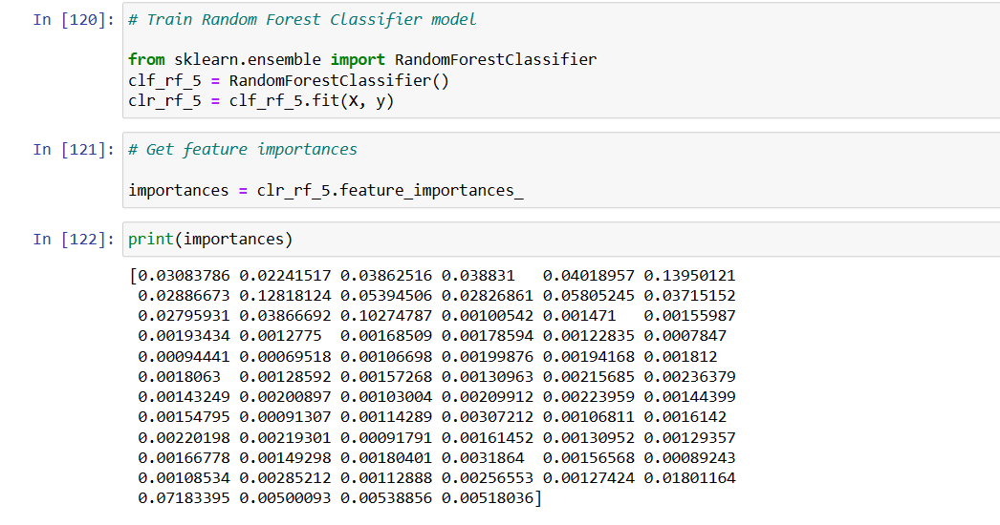 In [120]: # Train Random Forest Classifier model
from sklearn.ensemble import RandomForestClassifier
clf_rf_5 = RandomForestClassifier()
clr_rf_5 = clf_rf_5.fit(X, y)
In [121]: # Get feature importances
importances = clr_rf_5.feature_importances_
In [122]: print(importances)
[0.03083786 0.02241517 0.03862516 0.038831   0.04018957 0.13950121
0.02886673 0.12818124 0.05394506 0.02826861 0.05805245 0.03715152
0.02795931 0.03866692 0.10274787 0.00100542 0.001471   0.00155987
0.00193434 0.0012775  0.00168509 0.00178594 0.00122835 0.0007847
0.00094441 0.00069518 0.00106698 0.00199876 0.00194168 0.001812
0.0018063  0.00128592 0.00157268 0.00130963 0.00215685 0.00236379
0.00143249 0.00200897 0.00103004 0.00209912 0.00223959 0.00144399
0.00154795 0.00091307 0.00114289 0.00307212 0.00106811 0.0016142
0.00220198 0.00219301 0.00091791 0.00161452 0.00130952 0.00129357
0.00166778 0.00149298 0.00180401 0.0031864  0.00156568 0.00089243
0.00108534 0.00285212 0.00112888 0.00256553 0.00127424 0.01801164
0.07183395 0.00500093 0.00538856 0.00518036]